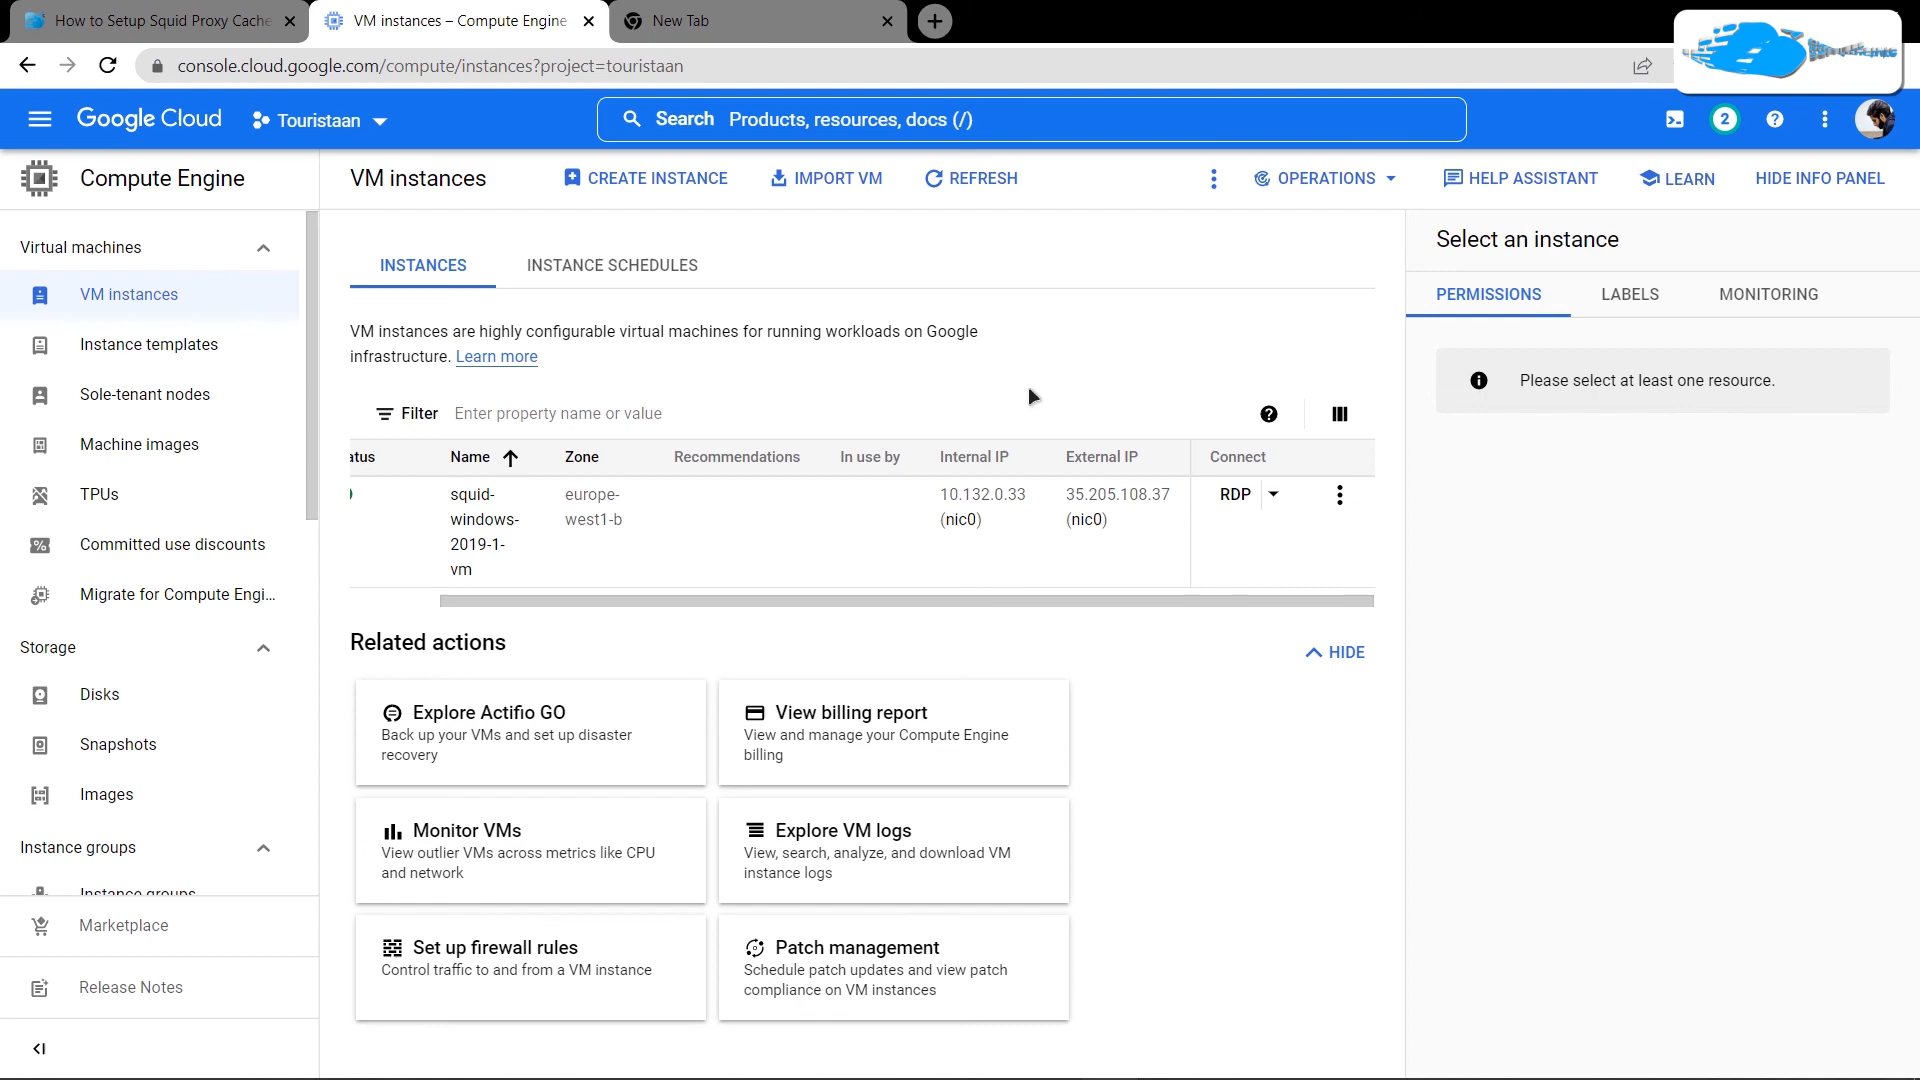 How to Setup Squid Proxy Cache
VM instances – Compute Engine
New Tab
console.cloud.google.com/compute/instances?project=touristaan
Google Cloud
Touristaan
Search Products, resources, docs (/)
2
Compute Engine
VM instances
CREATE INSTANCE
IMPORT VM
REFRESH
OPERATIONS
HELP ASSISTANT
LEARN
HIDE INFO PANEL
Virtual machines
VM instances
Instance templates
Sole-tenant nodes
Machine images
TPUs
Committed use discounts
Migrate for Compute Engi...
Storage
Disks
Snapshots
Images
Instance groups
Instance groups
Marketplace
Release Notes
INSTANCES
INSTANCE SCHEDULES
VM instances are highly configurable virtual machines for running workloads on Google
infrastructure. Learn more
Filter Enter property name or value
atus Name Zone Recommendations In use by Internal IP External IP Connect
squid- europe- 10.132.0.33 35.205.108.37 RDP
windows- west1-b (nic0) (nic0)
2019-1-
vm
Related actions
HIDE
Explore Actifio GO
Back up your VMs and set up disaster
recovery
View billing report
View and manage your Compute Engine
billing
Monitor VMs
View outlier VMs across metrics like CPU
and network
Explore VM logs
View, search, analyze, and download VM
instance logs
Set up firewall rules
Control traffic to and from a VM instance
Patch management
Schedule patch updates and view patch
compliance on VM instances
Select an instance
PERMISSIONS
LABELS
MONITORING
Please select at least one resource.